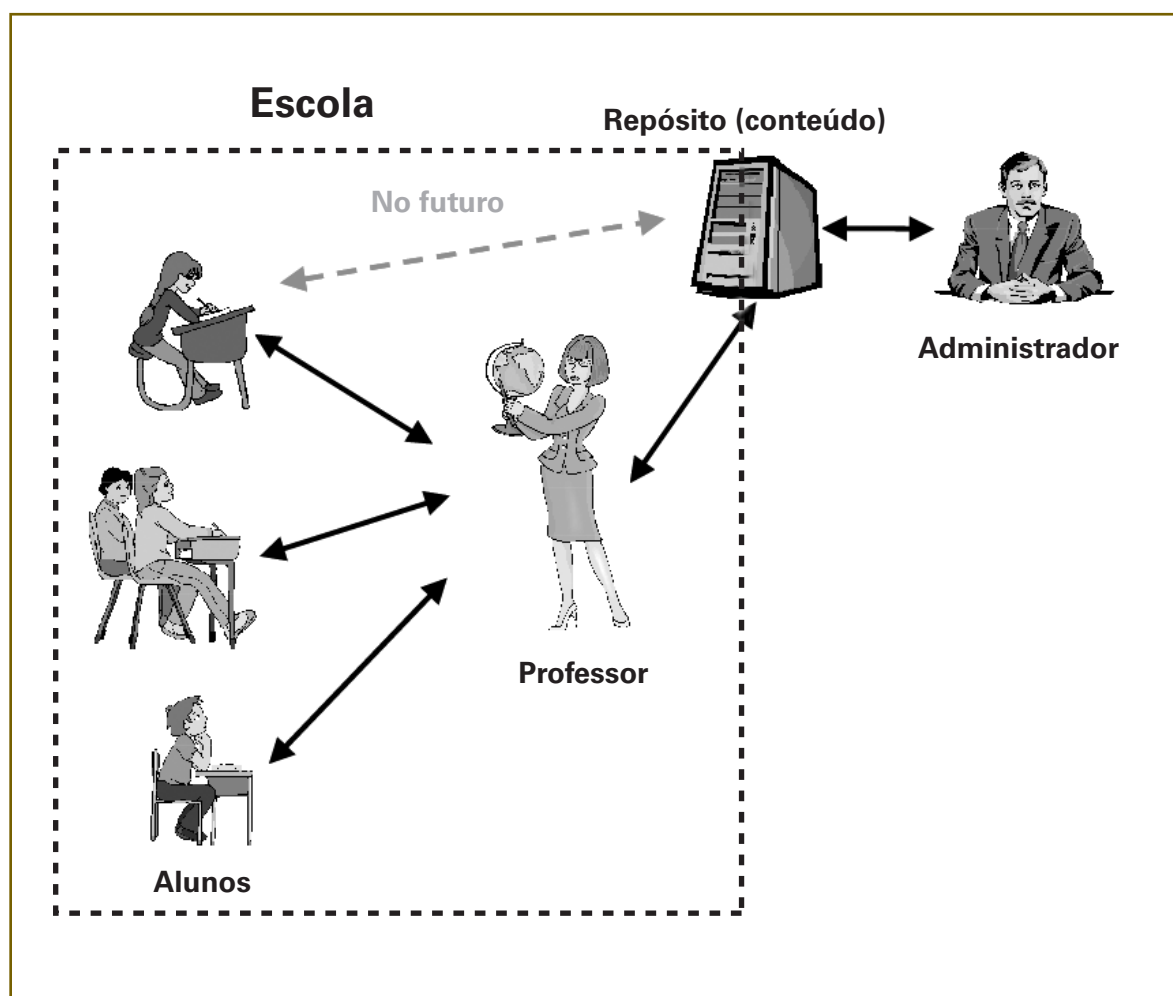 Escola
Repósito (conteúdo)
No futuro
Administrador
Professor
Alunos